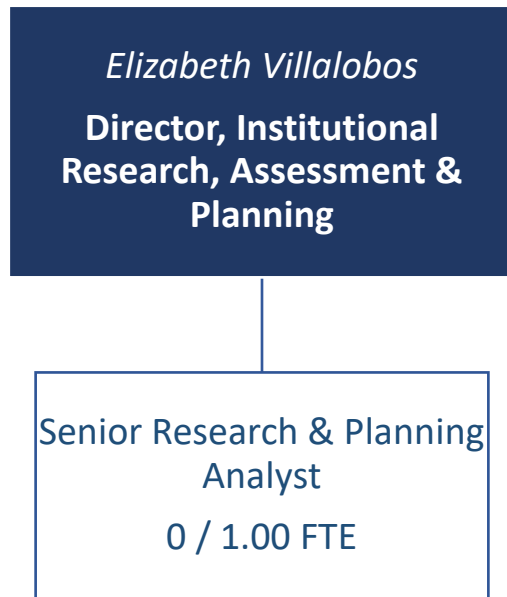 Elizabeth Villalobos
Director, Institutional
Research, Assessment &
Planning
Senior Research & Planning
Analyst
0 / 1.00 FTE